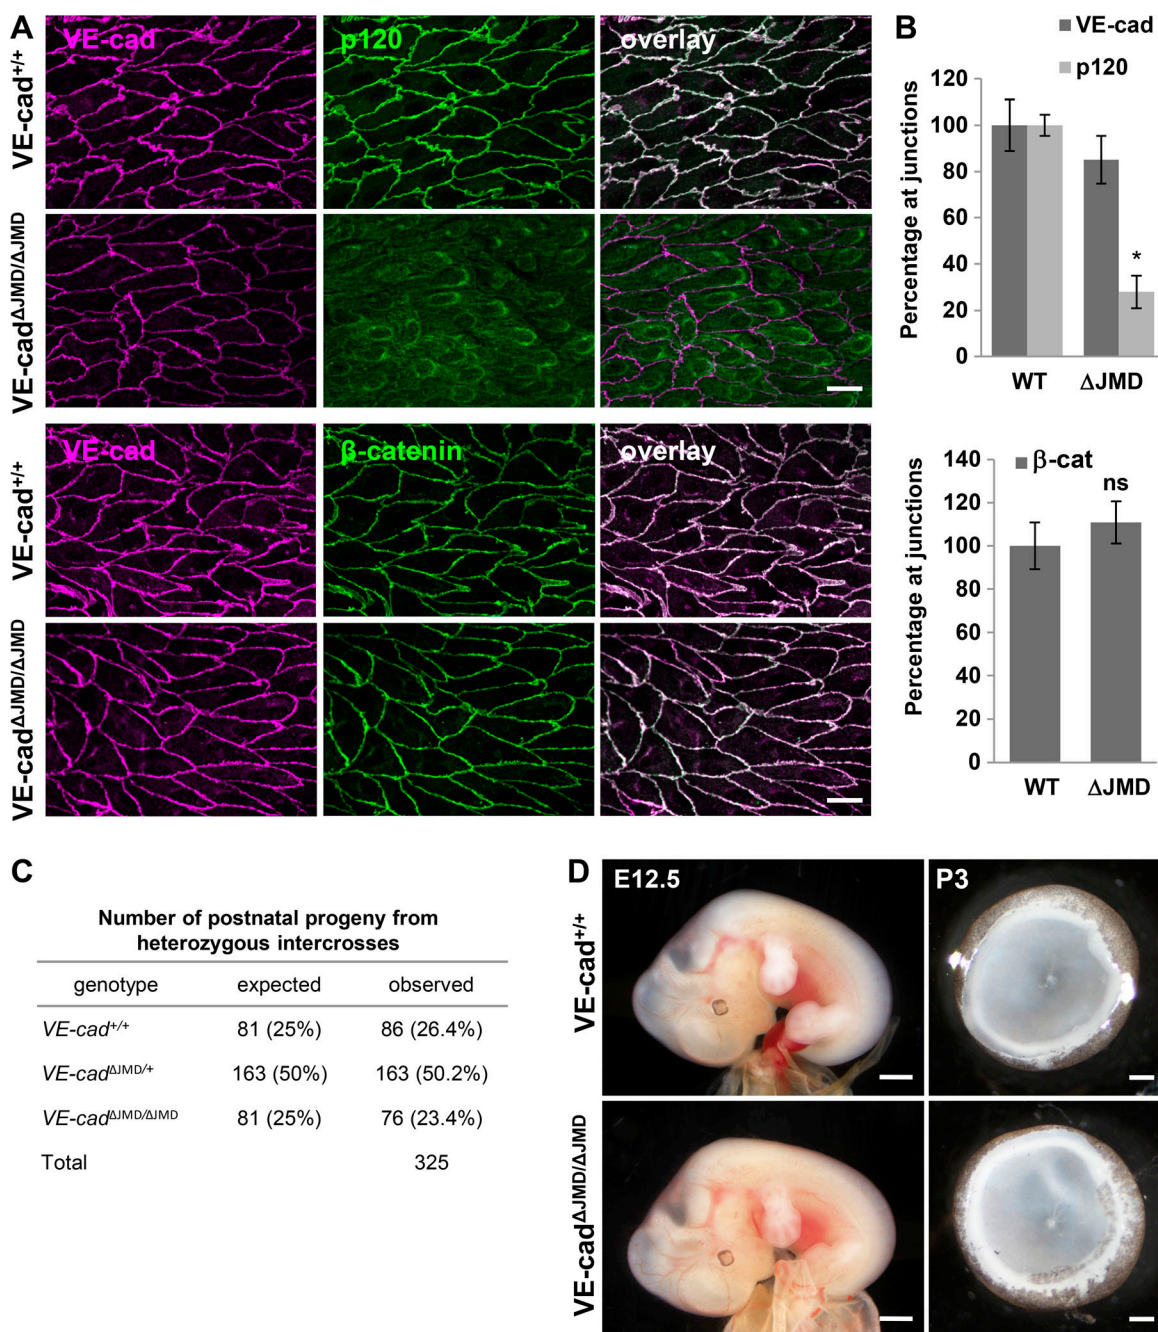 A
VE-cad
p120
overlay
VE-cad+/+
VE-cadΔJMD/ΔJMD
VE-cad
β-catenin
overlay
VE-cad+/+
VE-cadΔJMD/ΔJMD
B
VE-cad
p120
Percentage at junctions
120
100
80
60
40
20
0
*
WT
ΔJMD
β-cat
ns
Percentage at junctions
140
120
100
80
60
40
20
0
WT
ΔJMD
C
Number of postnatal progeny from
heterozygous intercrosses
genotype expected observed
VE-cad+/+ 81 (25%) 86 (26.4%)
VE-cadΔJMD/+ 163 (50%) 163 (50.2%)
VE-cadΔJMD/ΔJMD 81 (25%) 76 (23.4%)
Total 325
D
E12.5
P3
VE-cad+/+
VE-cadΔJMD/ΔJMD